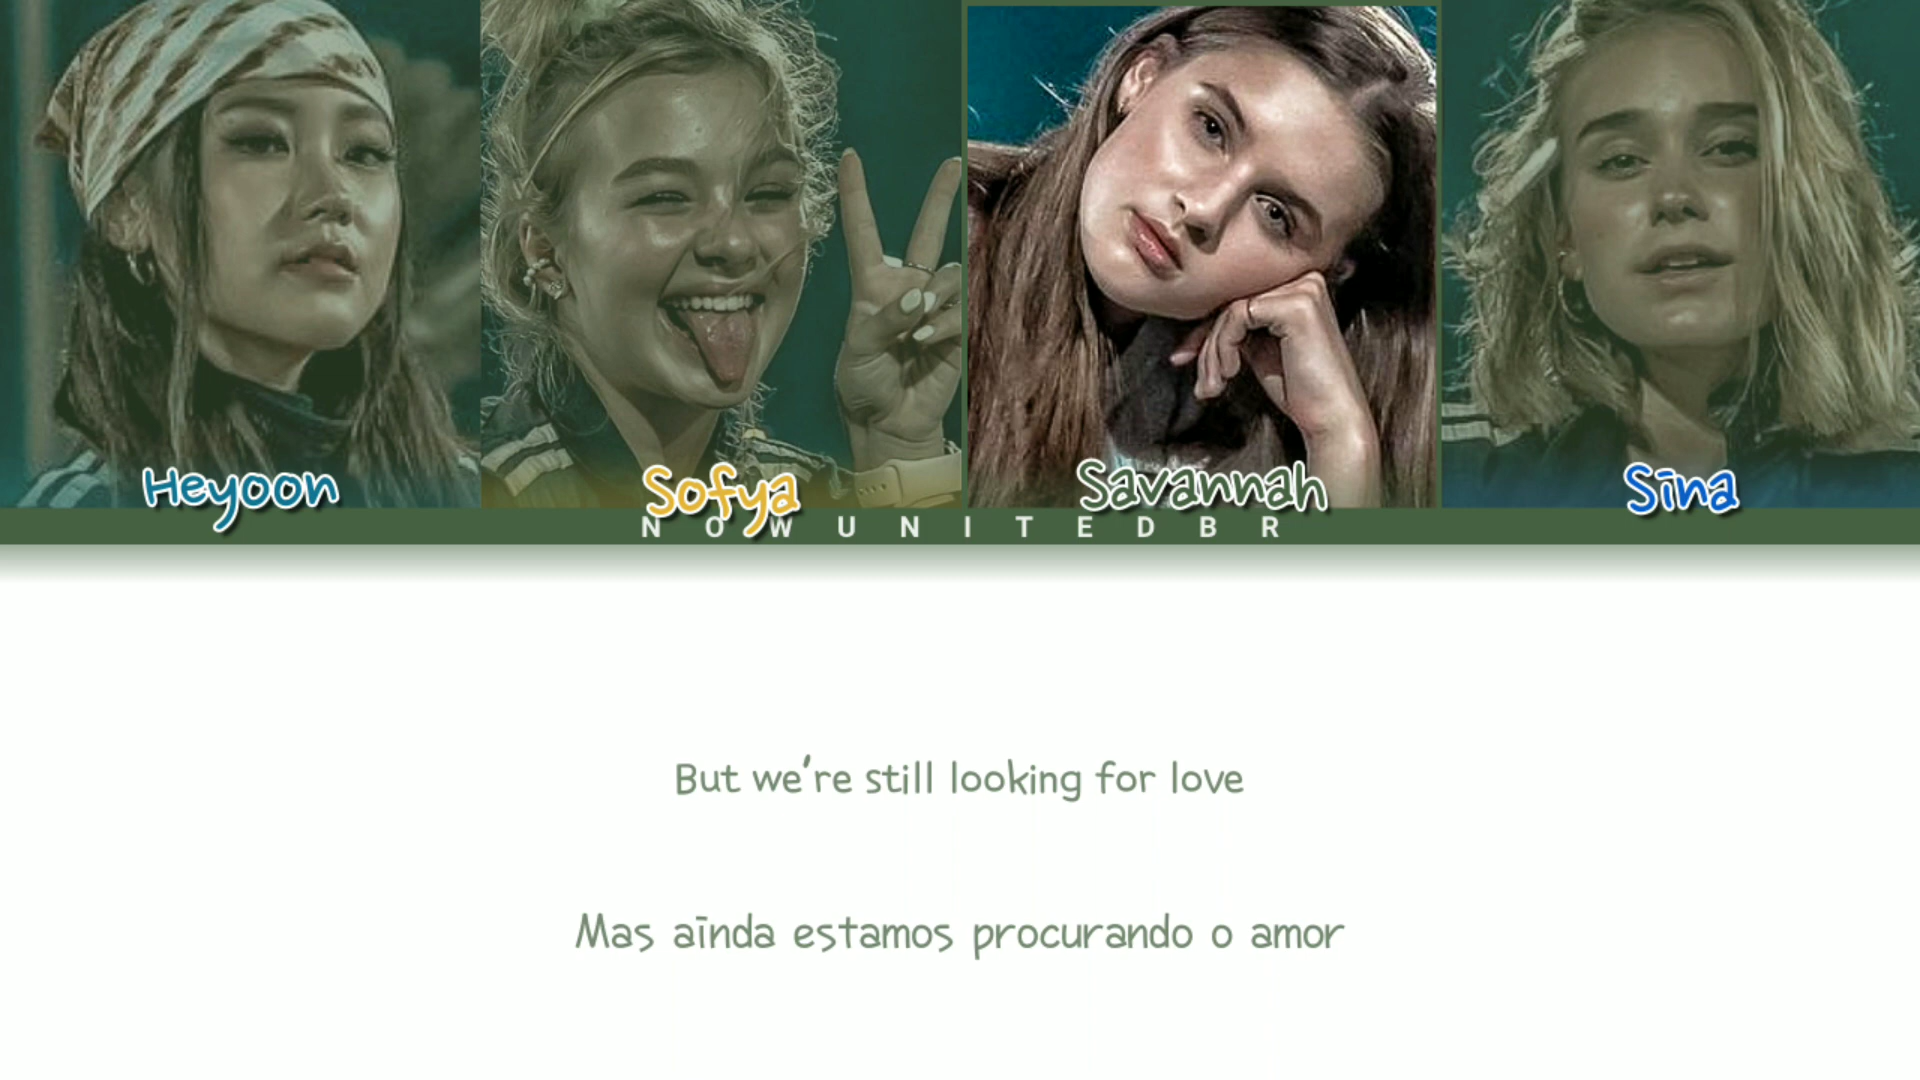 Heyoon Sofya Savannah Sina
NOWUNITEDBR
But we're still looking for love
Mas ainda estamos procurando o amor